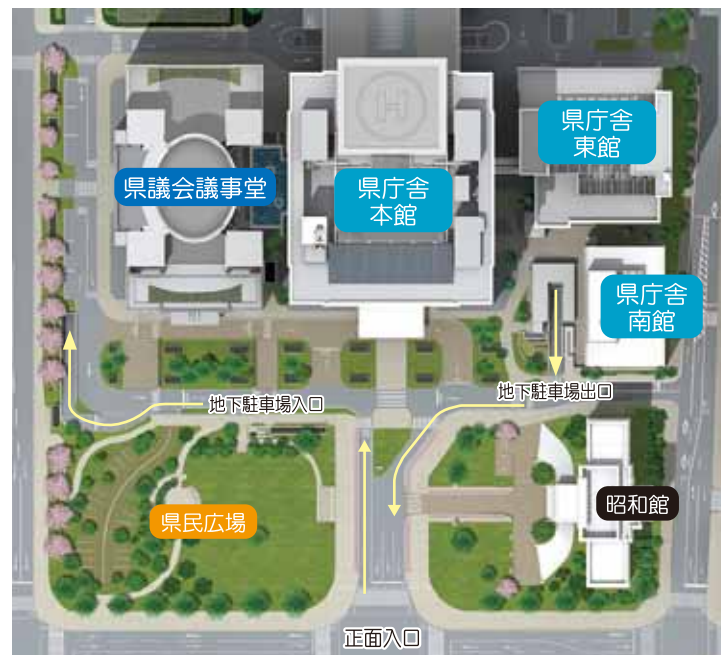 県庁舎
東館
県議会議事堂
県庁舎
本館
県庁舎
南館
地下駐車場入口
地下駐車場出口
昭和館
県民広場
正面入口
H